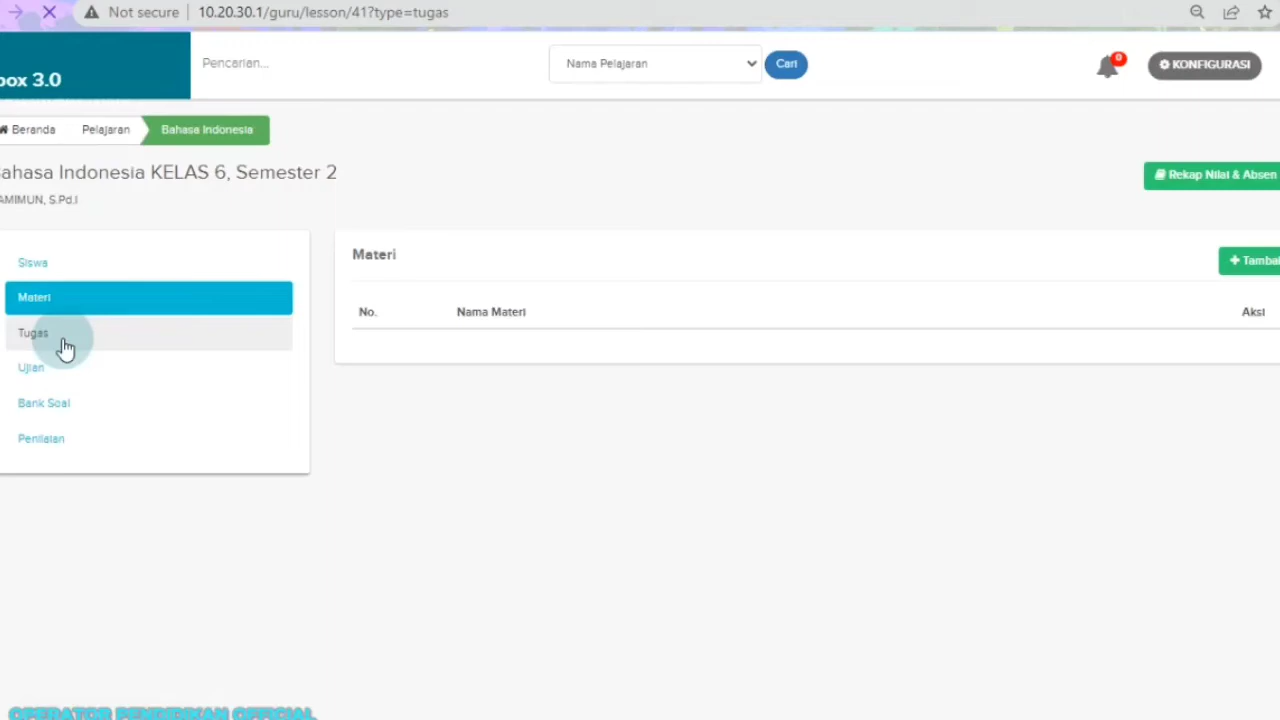 Not secure 10.20.30.1/guru/lesson/41?type=tugas
box 3.0
Pencarian...
Nama Pelajaran
Cari
0
KONFIGURASI
Beranda Pelajaran Bahasa Indonesia
ahasa Indonesia KELAS 6, Semester 2
AMIMUN, S.Pd.I
Rekap Nilai & Absen
Siswa
Materi
Tugas
Ujian
Bank Soal
Penilaian
Materi
+ Tambah
No. Nama Materi Aksi
OPERATOR PENDIDIKAN OFFICIAL